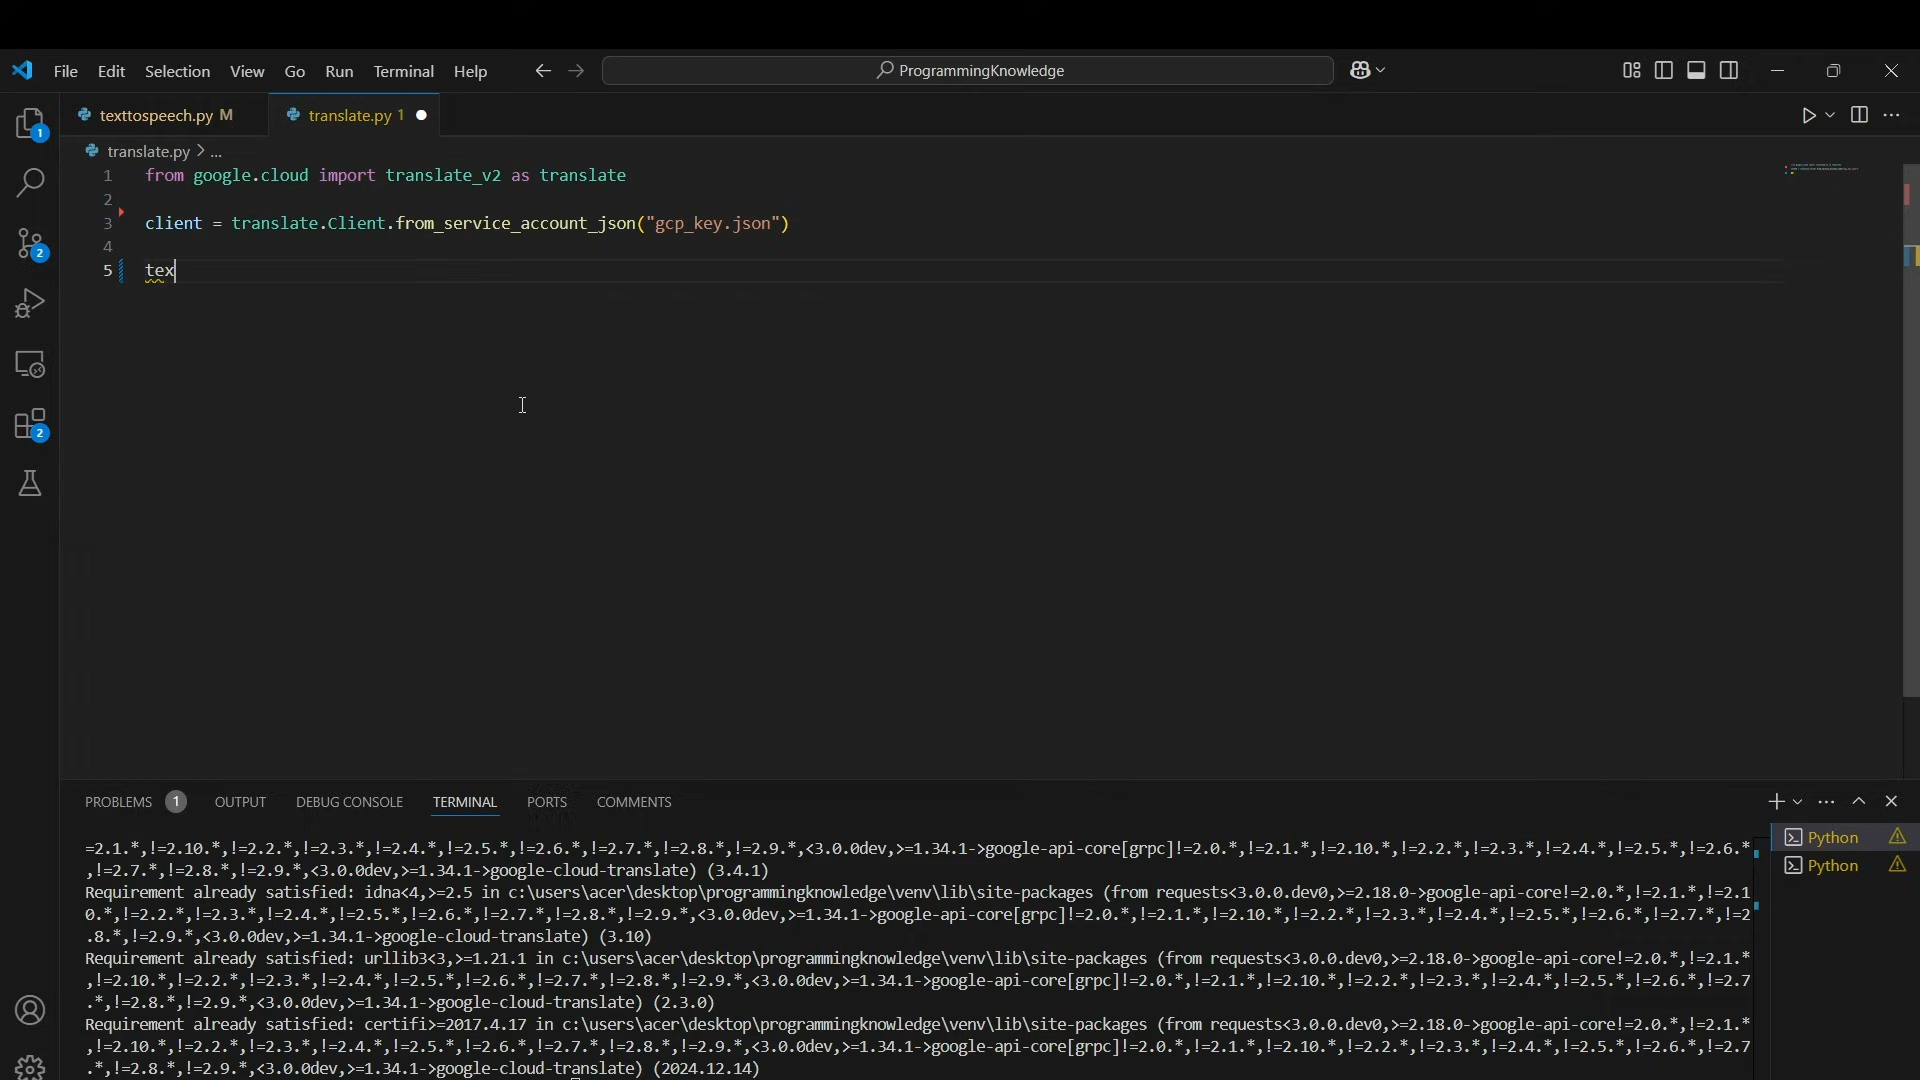 File Edit Selection View Go Run Terminal Help ProgrammingKnowledge
texttospeech.py M translate.py 1
translate.py > ...
1 from google.cloud import translate_v2 as translate
2
3 client = translate.Client.from_service_account_json("gcp_key.json")
4
5 tex
1
2
2
PROBLEMS 1 OUTPUT DEBUG CONSOLE TERMINAL PORTS COMMENTS
=2.1.*,!=2.10.*,!=2.2.*,!=2.3.*,!=2.4.*,!=2.5.*,!=2.6.*,!=2.7.*,!=2.8.*,!=2.9.*,<3.0.0dev,>=1.34.1->google-api-core[grpc]!=2.0.*,!=2.1.*,!=2.10.*,!=2.2.*,!=2.3.*,!=2.4.*,!=2.5.*,!=2.6.*
,!=2.7.*,!=2.8.*,!=2.9.*,<3.0.0dev,>=1.34.1->google-cloud-translate) (3.4.1)
Requirement already satisfied: idna<4,>=2.5 in c:\users\acer\desktop\programmingknowledge\venv\lib\site-packages (from requests<3.0.0.dev0,>=2.18.0->google-api-core!=2.0.*,!=2.1.*,!=2.1
0.*,!=2.2.*,!=2.3.*,!=2.4.*,!=2.5.*,!=2.6.*,!=2.7.*,!=2.8.*,!=2.9.*,<3.0.0dev,>=1.34.1->google-api-core[grpc]!=2.0.*,!=2.1.*,!=2.10.*,!=2.2.*,!=2.3.*,!=2.4.*,!=2.5.*,!=2.6.*,!=2.7.*,!=2
.8.*,!=2.9.*,<3.0.0dev,>=1.34.1->google-cloud-translate) (3.10)
Requirement already satisfied: urllib3<3,>=1.21.1 in c:\users\acer\desktop\programmingknowledge\venv\lib\site-packages (from requests<3.0.0.dev0,>=2.18.0->google-api-core!=2.0.*,!=2.1.*
,!=2.10.*,!=2.2.*,!=2.3.*,!=2.4.*,!=2.5.*,!=2.6.*,!=2.7.*,!=2.8.*,!=2.9.*,<3.0.0dev,>=1.34.1->google-api-core[grpc]!=2.0.*,!=2.1.*,!=2.10.*,!=2.2.*,!=2.3.*,!=2.4.*,!=2.5.*,!=2.6.*,!=2.7
.*,!=2.8.*,!=2.9.*,<3.0.0dev,>=1.34.1->google-cloud-translate) (2.3.0)
Requirement already satisfied: certifi>=2017.4.17 in c:\users\acer\desktop\programmingknowledge\venv\lib\site-packages (from requests<3.0.0.dev0,>=2.18.0->google-api-core!=2.0.*,!=2.1.*
,!=2.10.*,!=2.2.*,!=2.3.*,!=2.4.*,!=2.5.*,!=2.6.*,!=2.7.*,!=2.8.*,!=2.9.*,<3.0.0dev,>=1.34.1->google-api-core[grpc]!=2.0.*,!=2.1.*,!=2.10.*,!=2.2.*,!=2.3.*,!=2.4.*,!=2.5.*,!=2.6.*,!=2.7
.*,!=2.8.*,!=2.9.*,<3.0.0dev,>=1.34.1->google-cloud-translate) (2024.12.14)
Python
Python